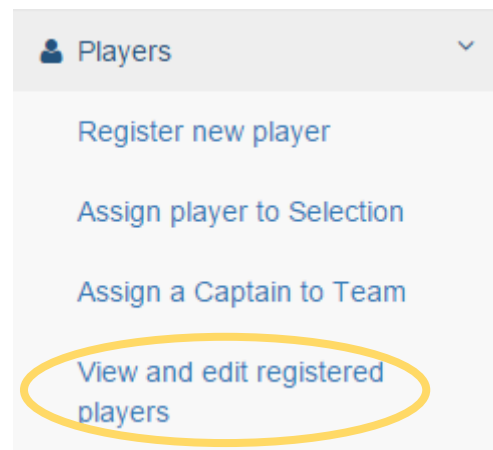 Players
Register new player
Assign player to Selection
Assign a Captain to Team
View and edit registered
players